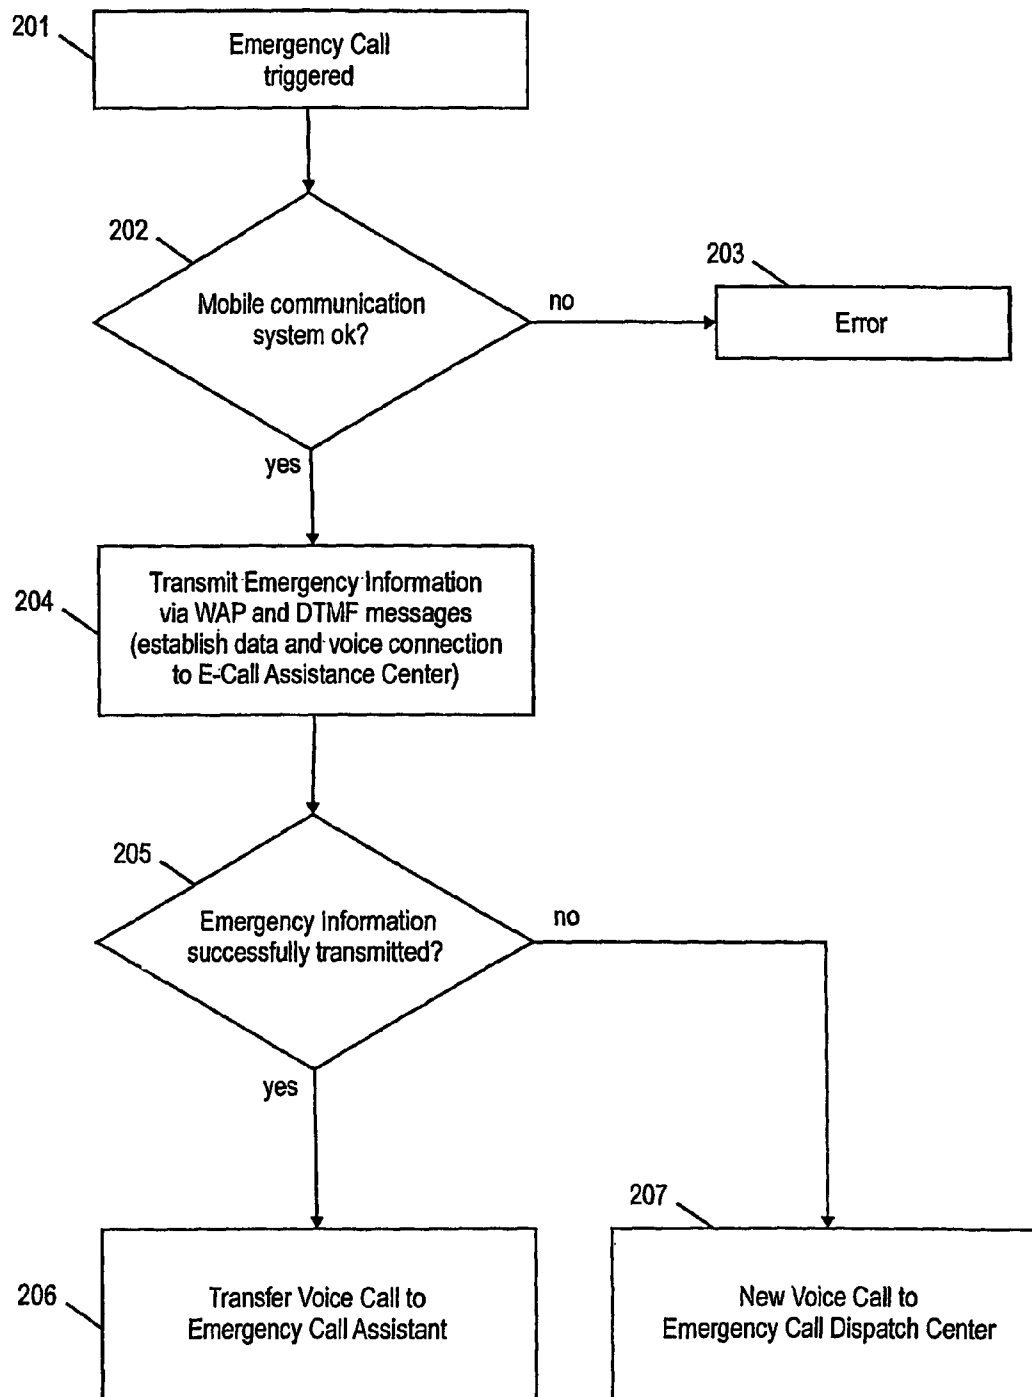 201
Emergency Call
triggered
202
Mobile communication
system ok?
no
203
Error
yes
204
Transmit Emergency Information
via WAP and DTMF messages
(establish data and voice connection
to E-Call Assistance Center)
205
Emergency Information
successfully transmitted?
no
yes
206
Transfer Voice Call to
Emergency Call Assistant
207
New Voice Call to
Emergency Call Dispatch Center